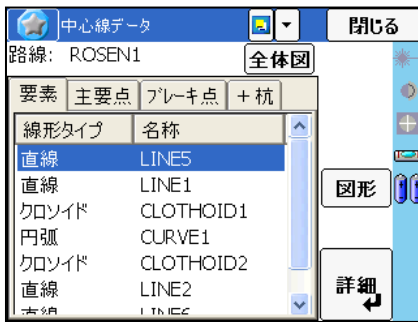 中心線データ 閉じる
路線: ROSEN1 全体図
要素 主要点 ブレーキ点 +杭
線形タイプ 名称
直線 LINE5
直線 LINE1
クロソイド CLOTHOID1
円弧 CURVE1
クロソイド CLOTHOID2
直線 LINE2
直線 LINE6
図形
詳細